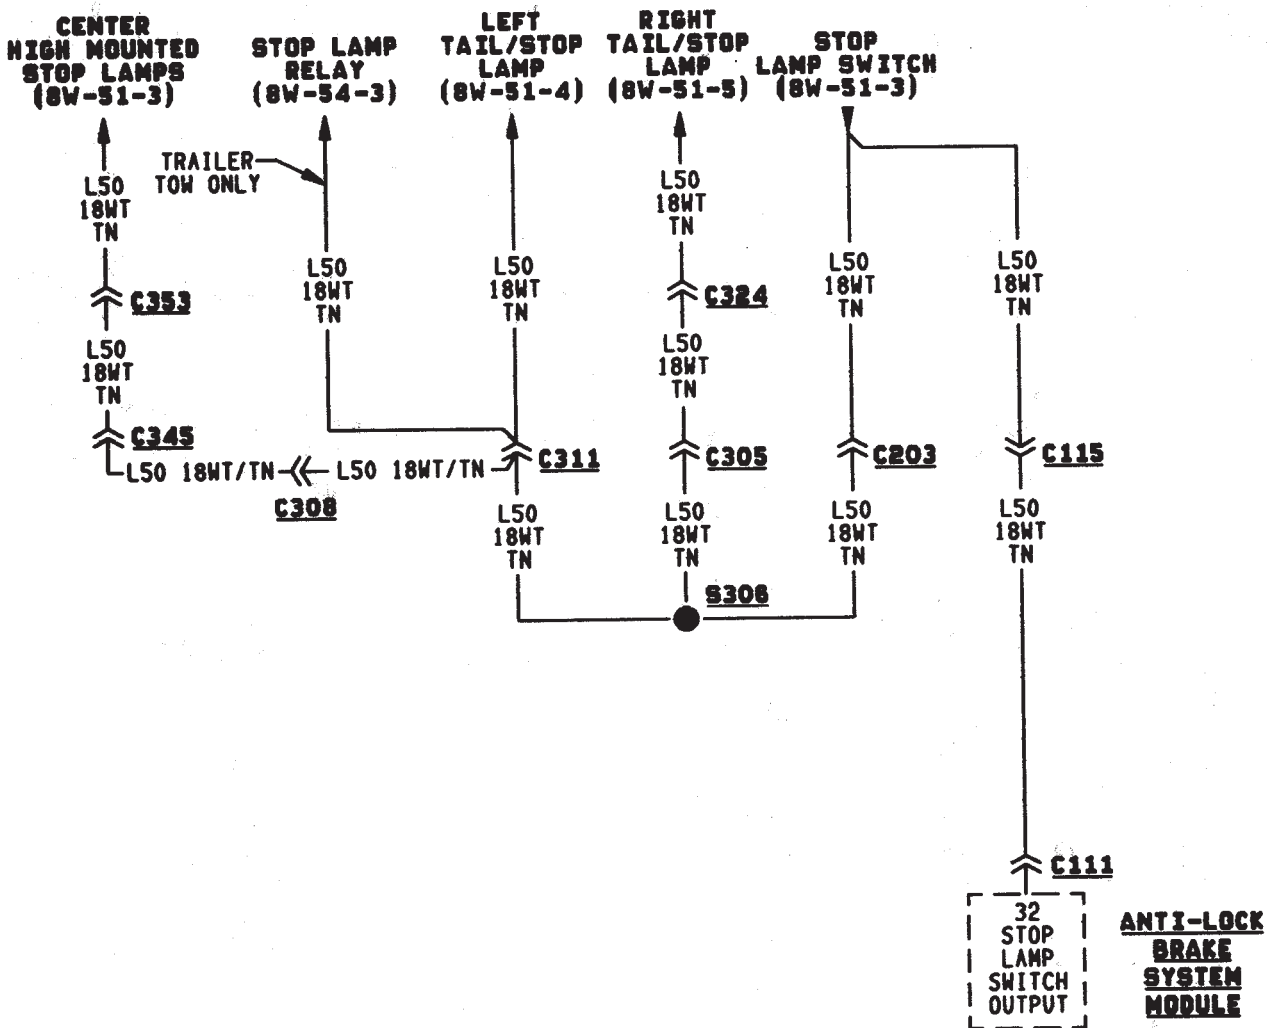 CENTER
HIGH MOUNTED
STOP LAMPS
(8W-51-3)
STOP LAMP
RELAY
(8W-54-3)
LEFT
TAIL/STOP
LAMP
(8W-51-4)
RIGHT
TAIL/STOP
LAMP
(8W-51-5)
STOP
LAMP SWITCH
(8W-51-3)
TRAILER
TOW ONLY
L50
18WT
TN
L50
18WT
TN
L50
18WT
TN
L50
18WT
TN
L50
18WT
TN
L50
18WT
TN
C353
C324
L50
18WT
TN
L50
18WT
TN
C345
C311
C305
C203
C115
L50 18WT/TN
L50 18WT/TN
C308
L50
18WT
TN
L50
18WT
TN
L50
18WT
TN
L50
18WT
TN
S306
C111
32
STOP
LAMP
SWITCH
OUTPUT
ANTI-LOCK
BRAKE
SYSTEM
MODULE